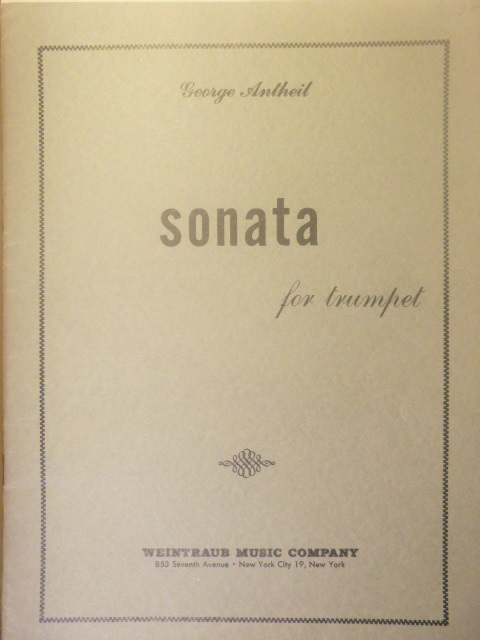 George Antheil
sonata
for trumpet
WEINTRAUB MUSIC COMPANY
853 Seventh Avenue • New York City 19, New York